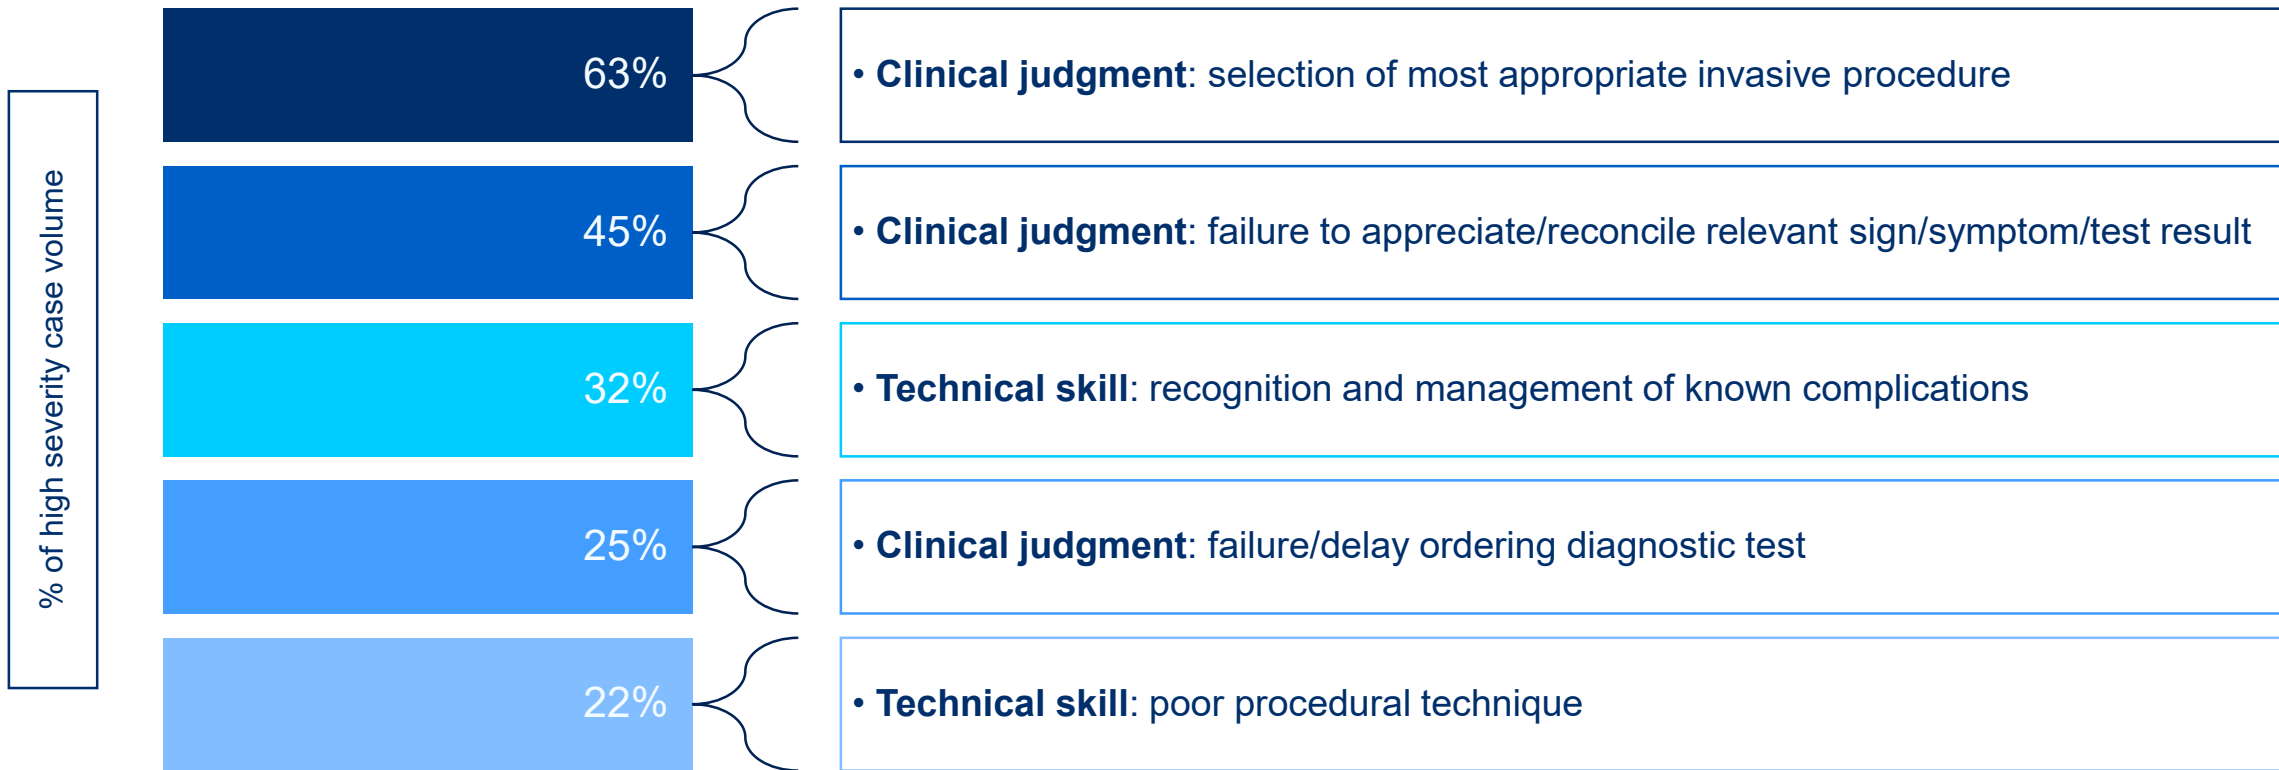 % of high severity case volume
63%
• Clinical judgment: selection of most appropriate invasive procedure
45%
• Clinical judgment: failure to appreciate/reconcile relevant sign/symptom/test result
32%
• Technical skill: recognition and management of known complications
25%
• Clinical judgment: failure/delay ordering diagnostic test
22%
• Technical skill: poor procedural technique